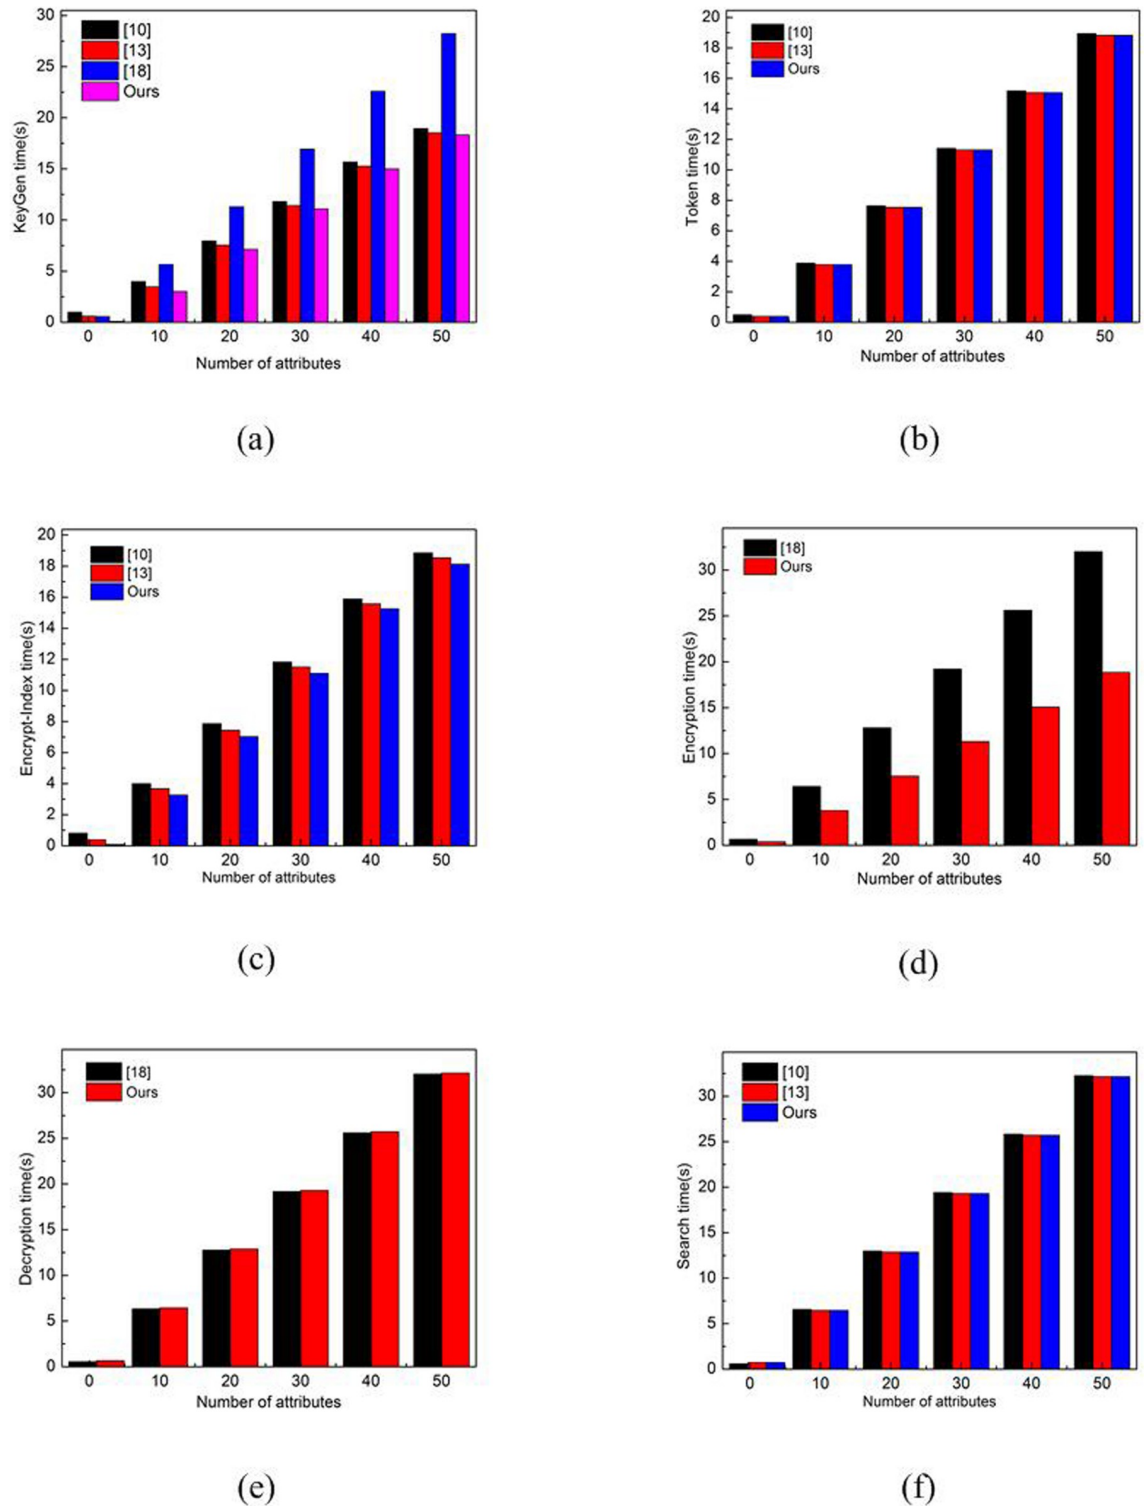 30
25
20
15
10
5
0
KeyGen time(s)
[10]
[13]
[18]
Ours
0 10 20 30 40 50
Number of attributes
(a)
20
18
16
14
12
10
8
6
4
2
0
Token time(s)
[10]
[13]
Ours
0 10 20 30 40 50
Number of attributes
(b)
20
18
16
14
12
10
8
6
4
2
0
Encrypt-Index time(s)
[10]
[13]
Ours
0 10 20 30 40 50
Number of attributes
(c)
30
25
20
15
10
5
0
Encryption time(s)
[18]
Ours
0 10 20 30 40 50
Number of attributes
(d)
30
25
20
15
10
5
0
Decryption time(s)
[18]
Ours
0 10 20 30 40 50
Number of attributes
(e)
30
25
20
15
10
5
0
Search time(s)
[10]
[13]
Ours
0 10 20 30 40 50
Number of attributes
(f)